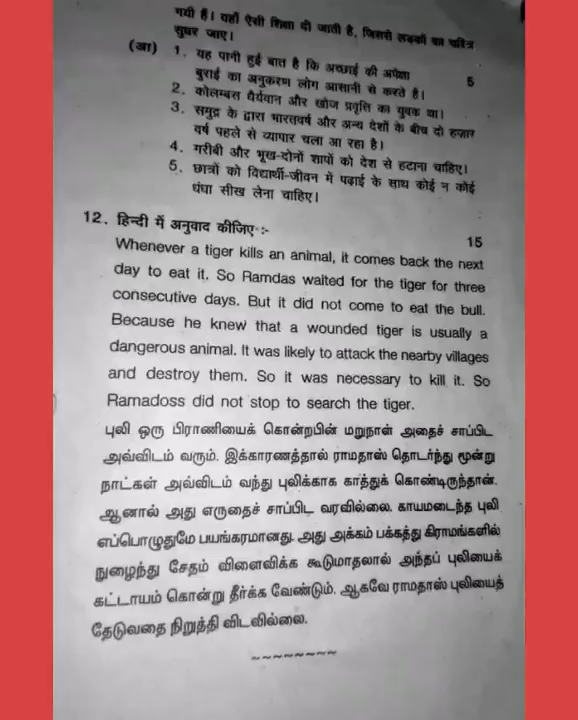 गयी हैं। यहाँ ऐसी शिक्षा दी जाती है, जिससे लड़कों का चरित्र
सुधर जाए।
(आ) 1. यह पानी हुई बात है कि अच्छाई की अपेक्षा 5
बुराई का अनुकरण लोग आसानी से करते है।
2. कोलम्बस धैर्यवान और खोज प्रवृत्ति का युवक था।
3. समुद्र के द्वारा भारतवर्ष और अन्य देशों के बीच दो हज़ार
वर्ष पहले से व्यापार चला आ रहा है।
4. गरीबी और भूख-दोनों शापों को देश से हटाना चाहिए।
5. छात्रों को विद्यार्थी-जीवन में पढ़ाई के साथ कोई न कोई
धंधा सीख लेना चाहिए।
12. हिन्दी में अनुवाद कीजिए :- 15
Whenever a tiger kills an animal, it comes back the next
day to eat it. So Ramdas waited for the tiger for three
consecutive days. But it did not come to eat the bull.
Because he knew that a wounded tiger is usually a
dangerous animal. It was likely to attack the nearby villages
and destroy them. So it was necessary to kill it. So
Ramadoss did not stop to search the tiger.
புலி ஒரு பிராணியைக் கொன்றபின் மறுநாள் அதைச் சாப்பிட
அவ்விடம் வரும். இக்காரணத்தால் ராமதாஸ் தொடர்ந்து மூன்று
நாட்கள் அவ்விடம் வந்து புலிக்காக காத்துக் கொண்டிருந்தான்.
ஆனால் அது எருதைச் சாப்பிட வரவில்லை. காயமடைந்த புலி
எப்பொழுதுமே பயங்கரமானது. அது அக்கம் பக்கத்து கிராமங்களில்
நுழைந்து சேதம் விளைவிக்க கூடுமாதலால் அந்தப் புலியைக்
கட்டாயம் கொன்று தீர்க்க வேண்டும். ஆகவே ராமதாஸ் புலியைத்
தேடுவதை நிறுத்தி விடவில்லை.
~~~~~~~~